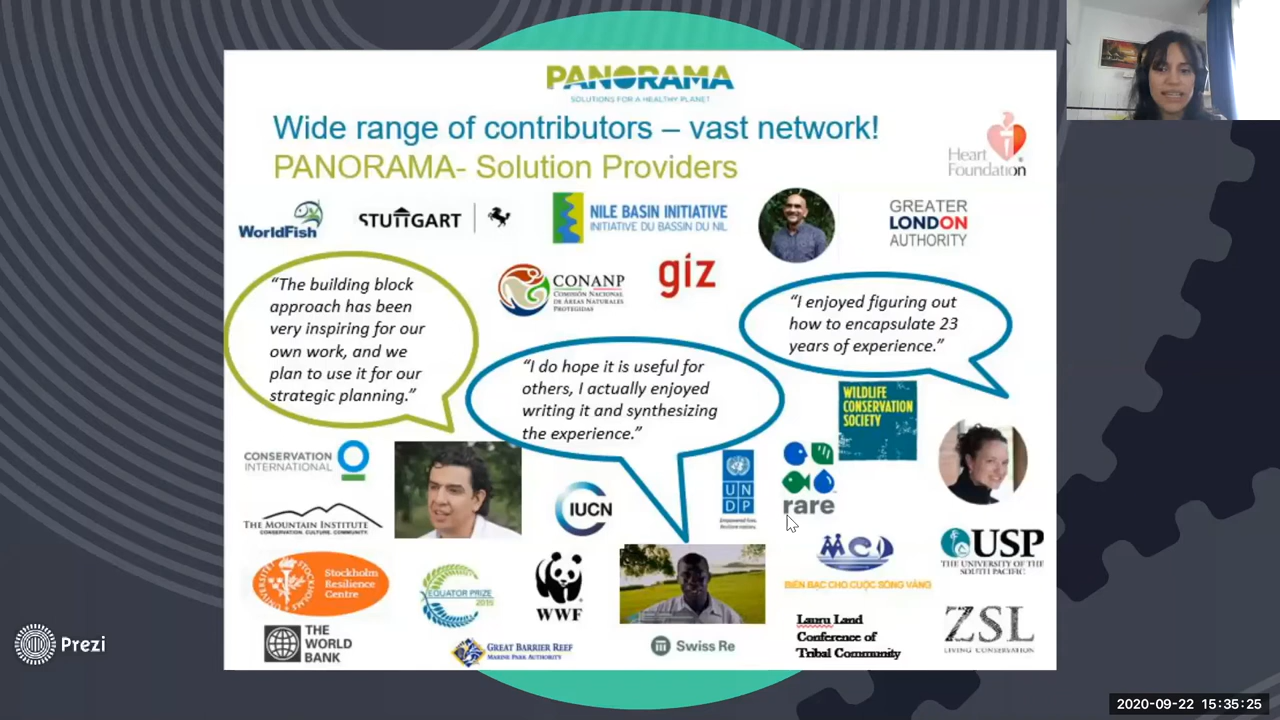 PANORAMA
SOLUTIONS FOR A HEALTHY PLANET
Wide range of contributors – vast network!
PANORAMA- Solution Providers
Heart
Foundation
WorldFish
STUTTGART
NILE BASIN INITIATIVE
INITIATIVE DU BASSIN DU NIL
GREATER
LONDON
AUTHORITY
CONANP
COMISIÓN NACIONAL
DE ÁREAS NATURALES
PROTEGIDAS
giz
“The building block
approach has been
very inspiring for our
own work, and we
plan to use it for our
strategic planning.”
“I do hope it is useful for
others, I actually enjoyed
writing it and synthesizing
the experience.”
“I enjoyed figuring out
how to encapsulate 23
years of experience.”
WILDLIFE
CONSERVATION
SOCIETY
CONSERVATION
INTERNATIONAL
IUCN
U N
D P
rare
THE MOUNTAIN INSTITUTE
CONSERVATION. CULTURE. COMMUNITY.
MCD
BIỂN BẠC CHO CUỘC SỐNG VÀNG
USP
THE UNIVERSITY OF THE
SOUTH PACIFIC
Stockholm
Resilience
Centre
EQUATOR PRIZE
WWF
Lauru Land
Conference of
Tribal Community
ZSL
LIVING CONSERVATION
THE
WORLD
BANK
GREAT BARRIER REEF
MARINE PARK AUTHORITY
Swiss Re
Prezi
2020-09-22 15:35:25